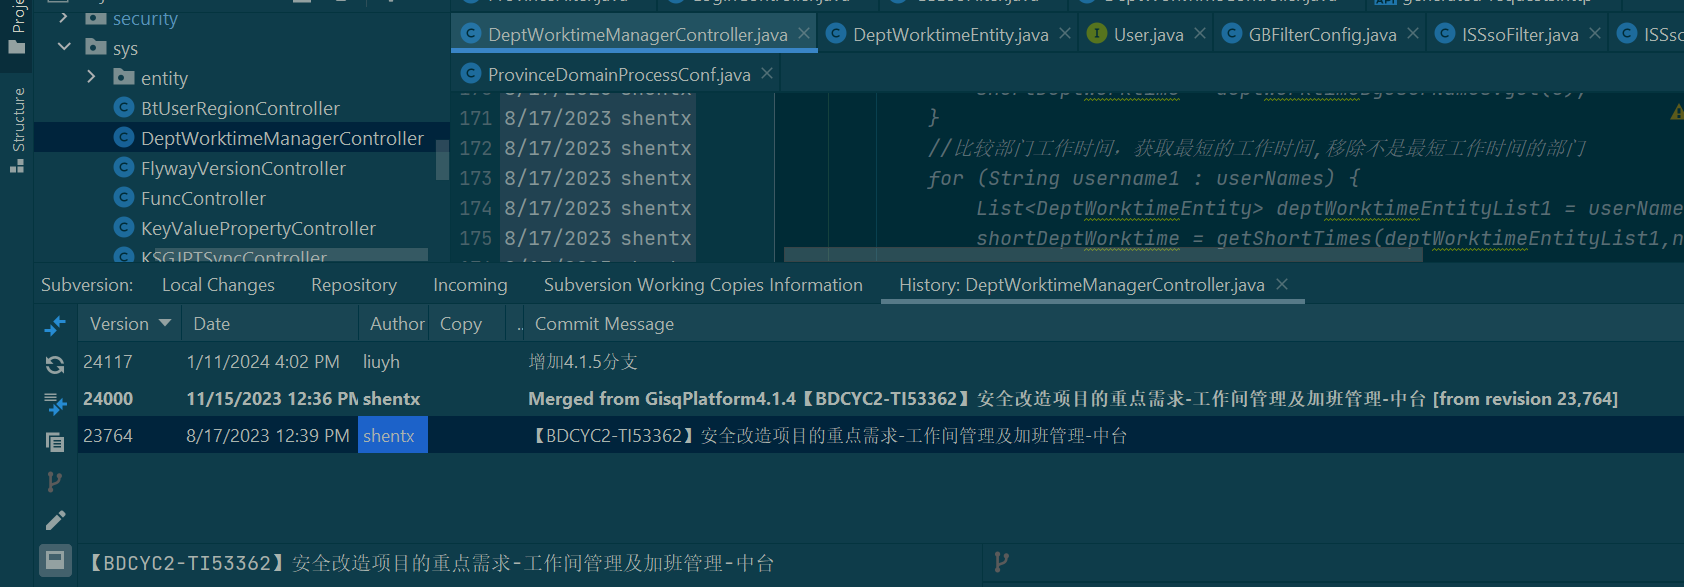 security
sys
entity
BtUserRegionController
DeptWorktimeManagerController
FlywayVersionController
FuncController
KeyValuePropertyController
KSGJPTSyncController
Structure
DeptWorktimeManagerController.java
DeptWorktimeEntity.java
User.java
GBFilterConfig.java
ISSsoFilter.java
ISSso
ProvinceDomainProcessConf.java
171 8/17/2023 shentx }
172 8/17/2023 shentx //比较部门工作时间，获取最短的工作时间,移除不是最短工作时间的部门
173 8/17/2023 shentx for (String username1 : userNames) {
174 8/17/2023 shentx List<DeptWorktimeEntity> deptWorktimeEntityList1 = userName
175 8/17/2023 shentx shortDeptWorktime = getShortTimes(deptWorktimeEntityList1,n
Subversion: Local Changes Repository Incoming Subversion Working Copies Information History: DeptWorktimeManagerController.java
Version Date Author Copy .. Commit Message
24117 1/11/2024 4:02 PM liuyh 增加4.1.5分支
24000 11/15/2023 12:36 PM shentx Merged from GisqPlatform4.1.4【BDCYC2-TI53362】安全改造项目的重点需求-工作间管理及加班管理-中台 [from revision 23,764]
23764 8/17/2023 12:39 PM shentx 【BDCYC2-TI53362】安全改造项目的重点需求-工作间管理及加班管理-中台
【BDCYC2-TI53362】安全改造项目的重点需求-工作间管理及加班管理-中台